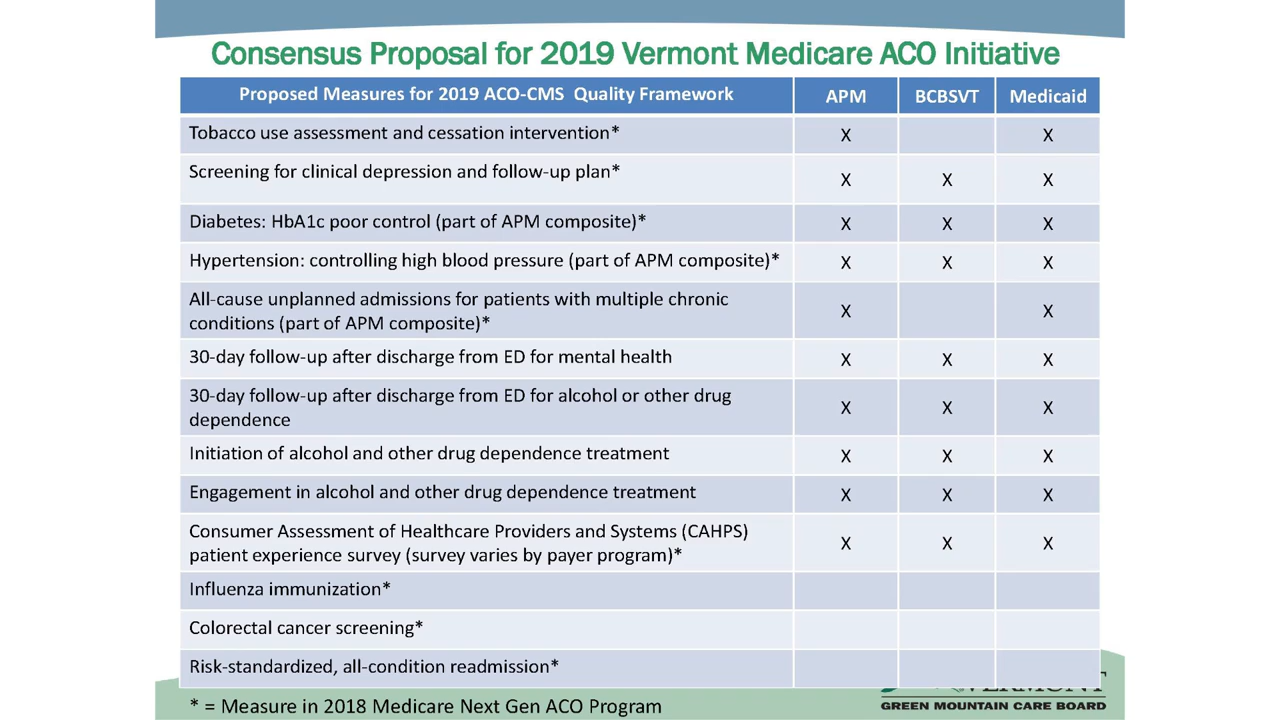 Consensus Proposal for 2019 Vermont Medicare ACO Initiative
Proposed Measures for 2019 ACO-CMS Quality Framework APM BCBSVT Medicaid
Tobacco use assessment and cessation intervention* X X
Screening for clinical depression and follow-up plan* X X X
Diabetes: HbA1c poor control (part of APM composite)* X X X
Hypertension: controlling high blood pressure (part of APM composite)* X X X
All-cause unplanned admissions for patients with multiple chronic
conditions (part of APM composite)* X X
30-day follow-up after discharge from ED for mental health X X X
30-day follow-up after discharge from ED for alcohol or other drug
dependence X X X
Initiation of alcohol and other drug dependence treatment X X X
Engagement in alcohol and other drug dependence treatment X X X
Consumer Assessment of Healthcare Providers and Systems (CAHPS)
patient experience survey (survey varies by payer program)* X X X
Influenza immunization*
Colorectal cancer screening*
Risk-standardized, all-condition readmission*
* = Measure in 2018 Medicare Next Gen ACO Program
VERMONT
GREEN MOUNTAIN CARE BOARD